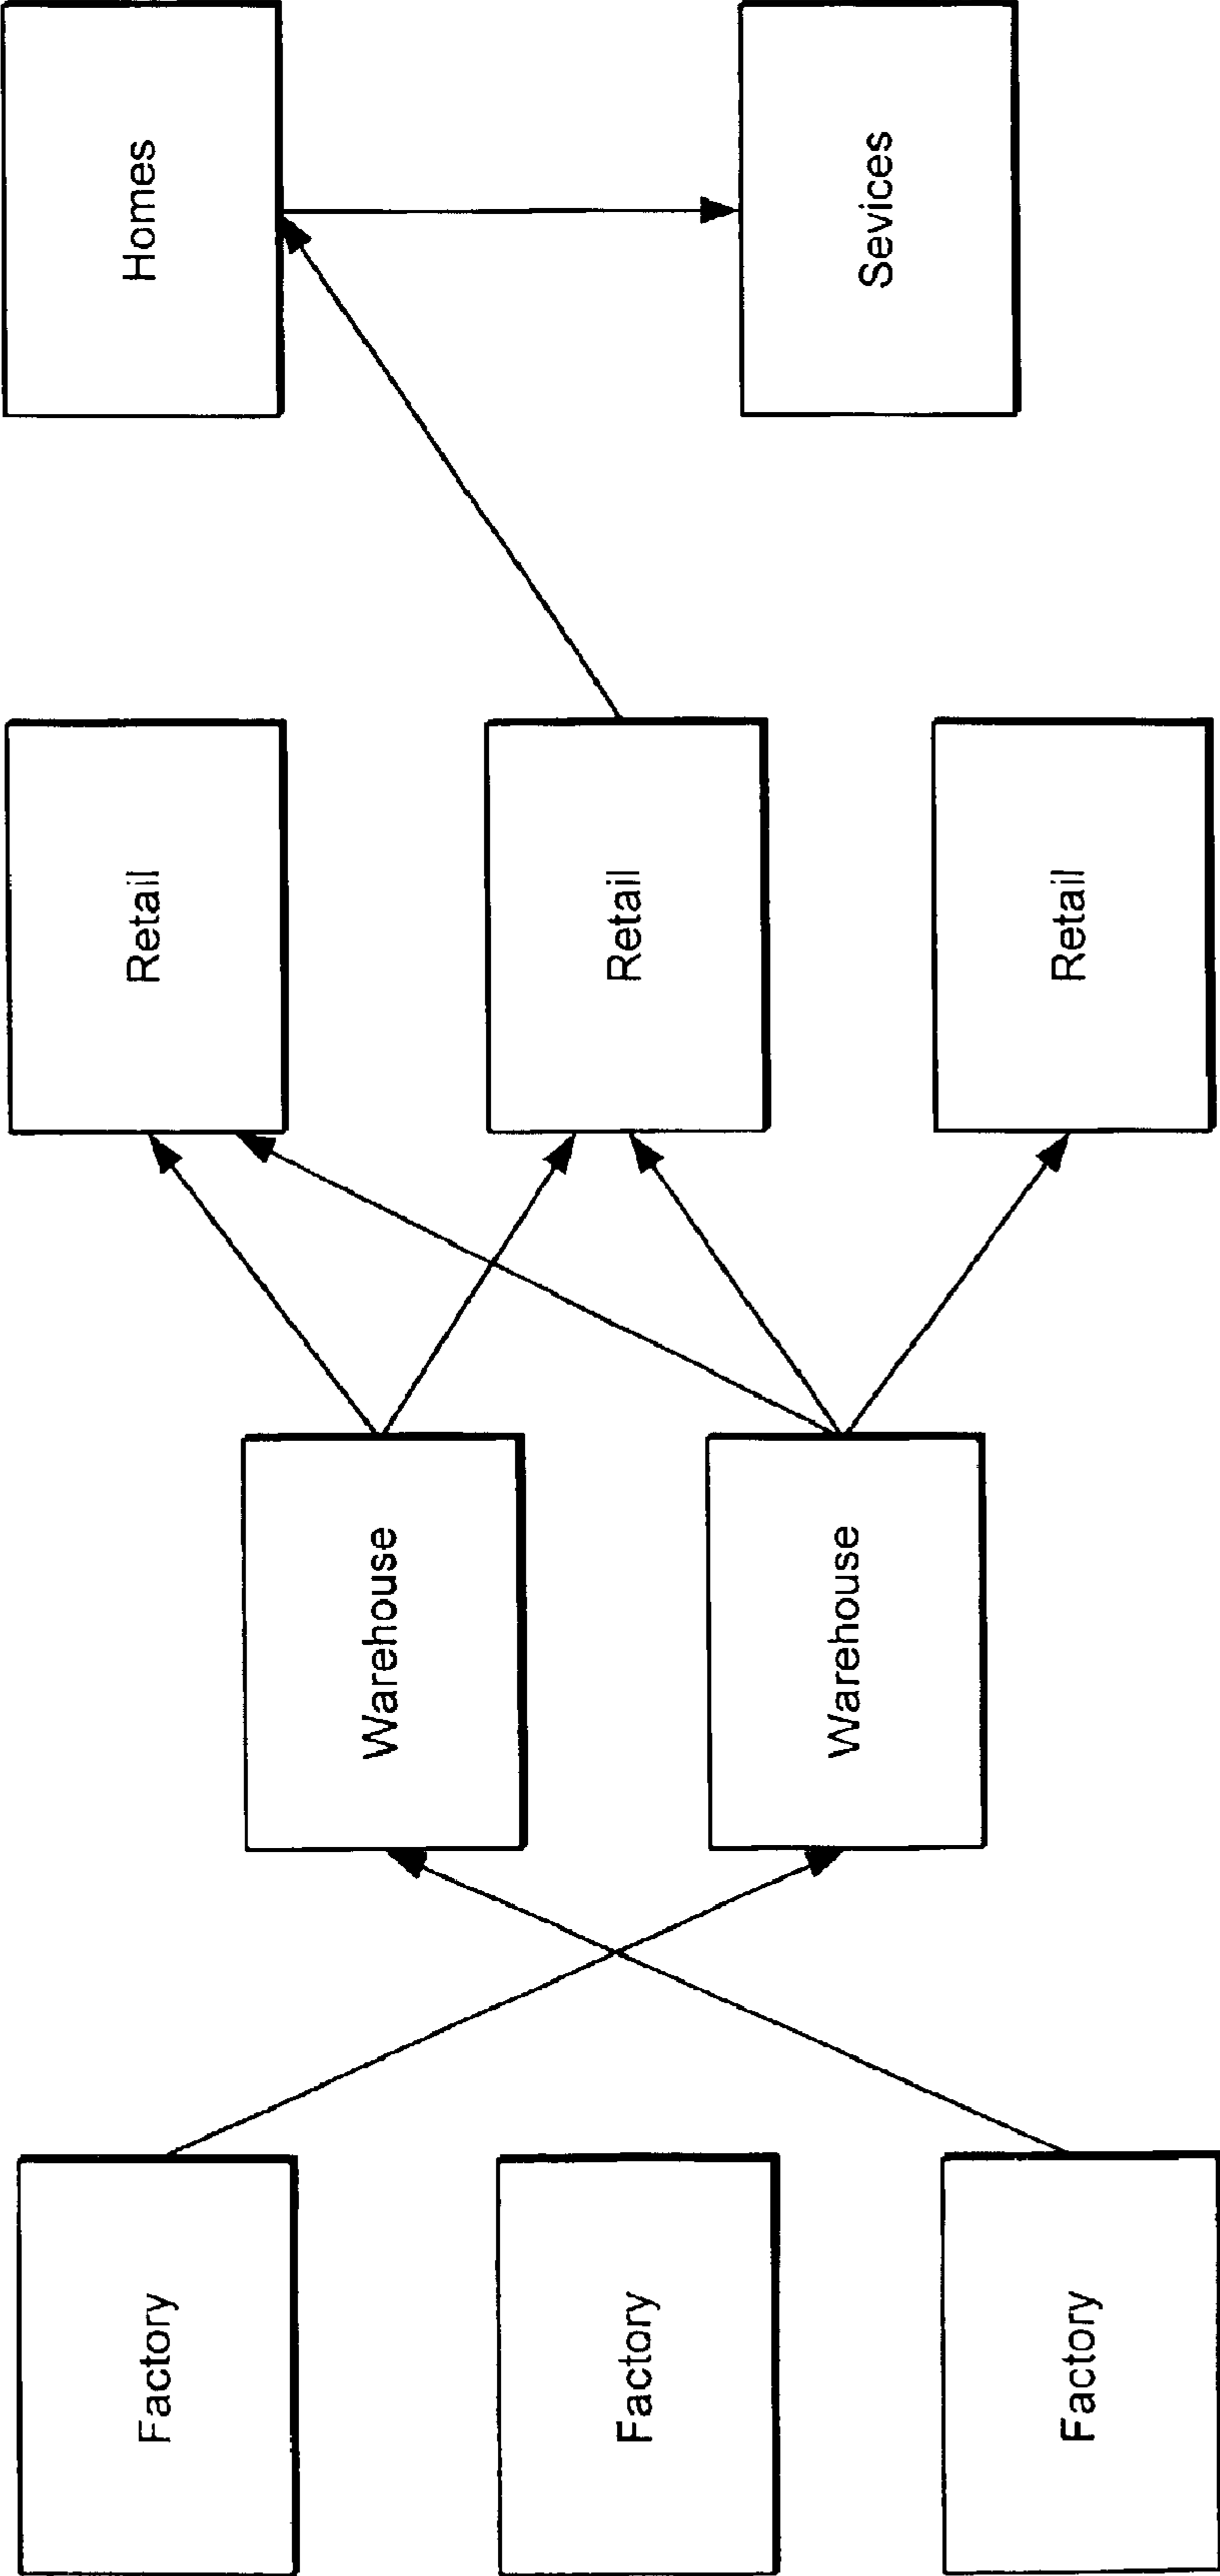 Factory
Factory
Factory
Warehouse
Warehouse
Retail
Retail
Retail
Homes
Sevices